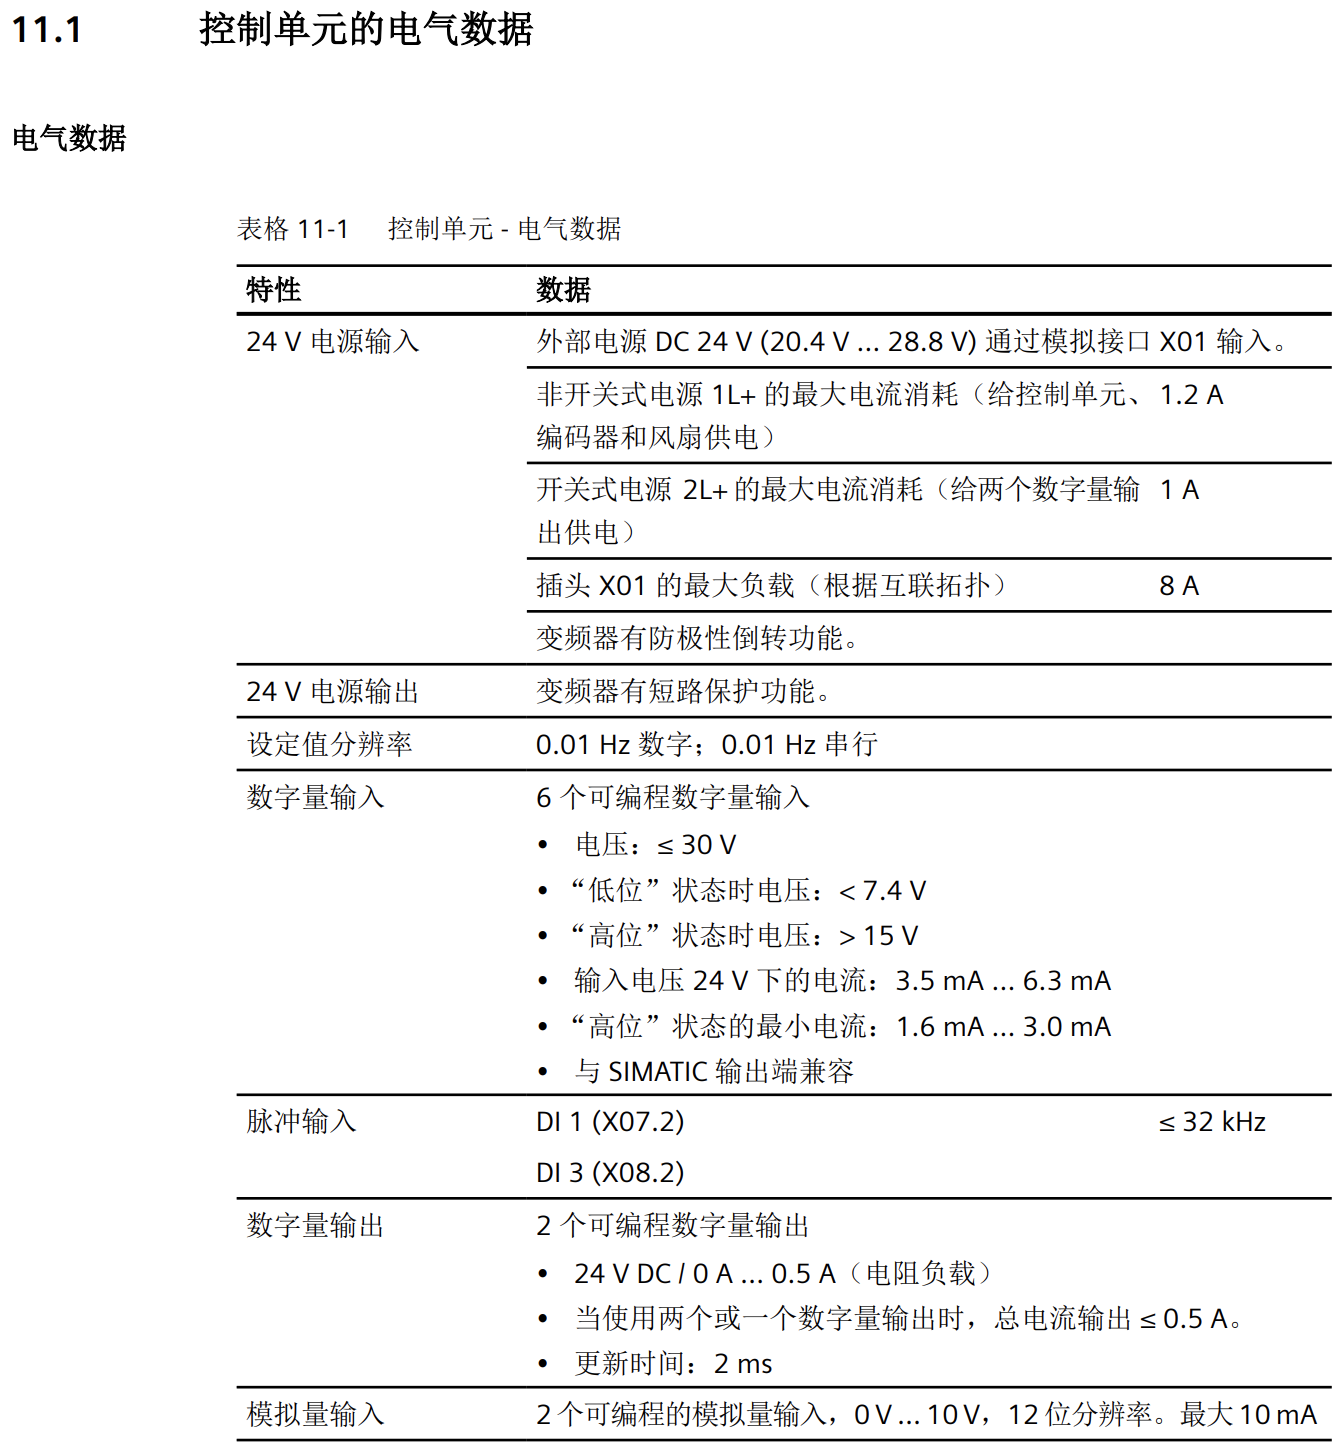 11.1 控制单元的电气数据
电气数据
表格 11-1 控制单元 - 电气数据
特性 数据
24 V 电源输入 外部电源 DC 24 V (20.4 V ... 28.8 V) 通过模拟接口 X01 输入。
非开关式电源 1L+ 的最大电流消耗（给控制单元、 1.2 A
编码器和风扇供电）
开关式电源 2L+ 的最大电流消耗（给两个数字量输 1 A
出供电）
插头 X01 的最大负载（根据互联拓扑） 8 A
变频器有防极性倒转功能。
24 V 电源输出 变频器有短路保护功能。
设定值分辨率 0.01 Hz 数字；0.01 Hz 串行
数字量输入 6 个可编程数字量输入
• 电压：≤ 30 V
• “低位”状态时电压：< 7.4 V
• “高位”状态时电压：> 15 V
• 输入电压 24 V 下的电流：3.5 mA ... 6.3 mA
• “高位”状态的最小电流：1.6 mA ... 3.0 mA
• 与 SIMATIC 输出端兼容
脉冲输入 DI 1 (X07.2) ≤ 32 kHz
DI 3 (X08.2)
数字量输出 2 个可编程数字量输出
• 24 V DC / 0 A ... 0.5 A（电阻负载）
• 当使用两个或一个数字量输出时，总电流输出 ≤ 0.5 A。
• 更新时间：2 ms
模拟量输入 2 个可编程的模拟量输入，0 V ... 10 V，12 位分辨率。最大 10 mA